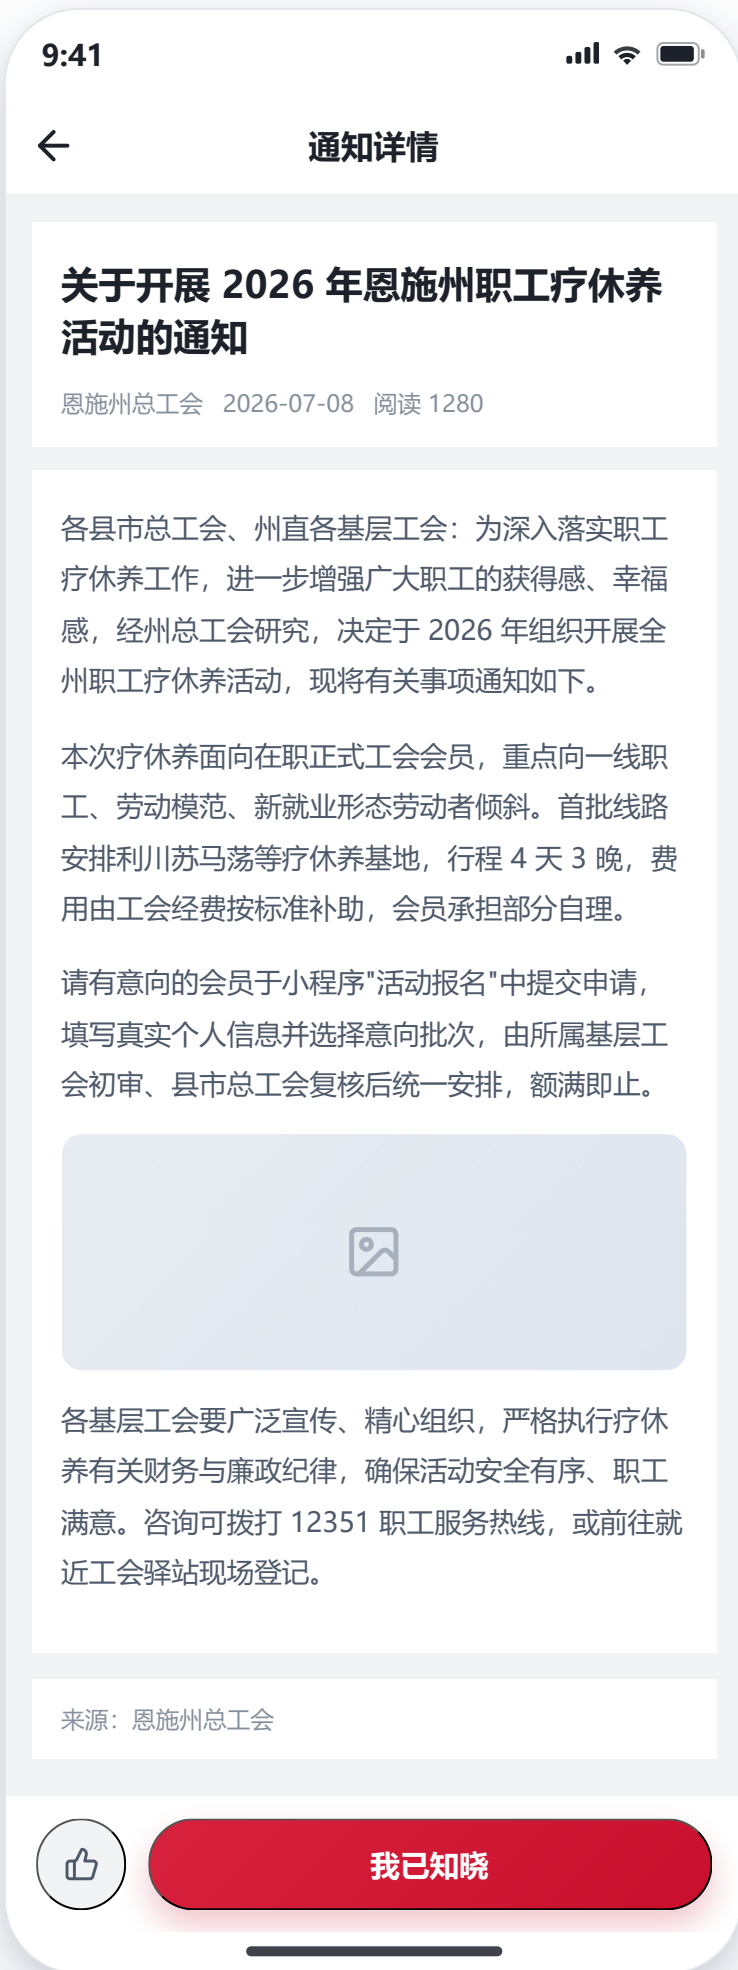 9:41
通知详情
关于开展 2026 年恩施州职工疗休养
活动的通知
恩施州总工会 2026-07-08 阅读 1280
各县市总工会、州直各基层工会：为深入落实职工
疗休养工作，进一步增强广大职工的获得感、幸福
感，经州总工会研究，决定于 2026 年组织开展全
州职工疗休养活动，现将有关事项通知如下。
本次疗休养面向在职正式工会会员，重点向一线职
工、劳动模范、新就业形态劳动者倾斜。首批线路
安排利川苏马荡等疗休养基地，行程 4 天 3 晚，费
用由工会经费按标准补助，会员承担部分自理。
请有意向的会员于小程序"活动报名"中提交申请，
填写真实个人信息并选择意向批次，由所属基层工
会初审、县市总工会复核后统一安排，额满即止。
各基层工会要广泛宣传、精心组织，严格执行疗休
养有关财务与廉政纪律，确保活动安全有序、职工
满意。咨询可拨打 12351 职工服务热线，或前往就
近工会驿站现场登记。
来源：恩施州总工会
我已知晓